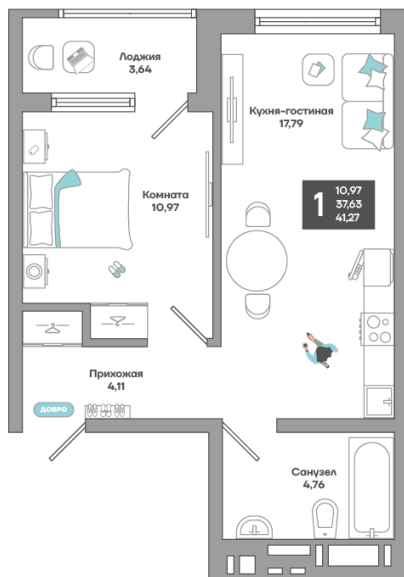 Лоджия
3,64
Кухня-гостиная
17,79
Комната
10,97
1
10,97
37,63
41,27
Прихожая
4,11
ДОБРО
Санузел
4,76